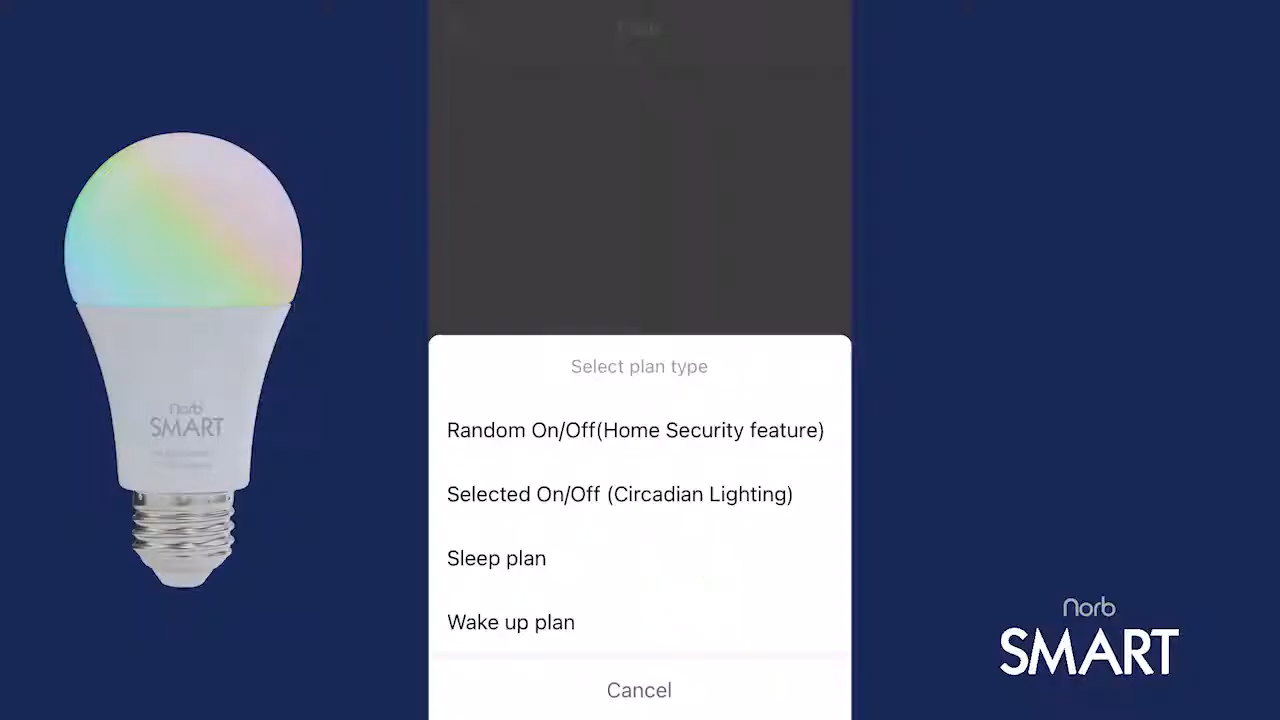 Select plan type
Random On/Off(Home Security feature)
Selected On/Off (Circadian Lighting)
Sleep plan
Wake up plan
Cancel
norb
SMART
norb
SMART